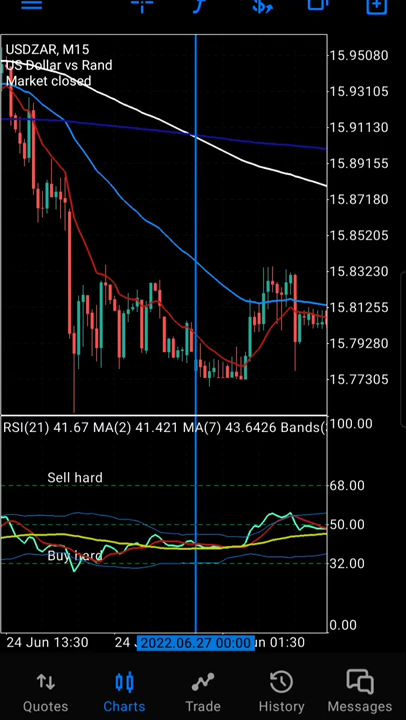 USDZAR, M15
US Dollar vs Rand
Market closed
15.95080
15.93105
15.91130
15.89155
15.87180
15.85205
15.83230
15.81255
15.79280
15.77305
RSI(21) 41.67 MA(2) 41.421 MA(7) 43.6426 Bands(
100.00
Sell hard
68.00
50.00
Buy hard
32.00
0.00
24 Jun 13:30
24 J
2022.06.27 00:00
un 01:30
Quotes
Charts
Trade
History
Messages